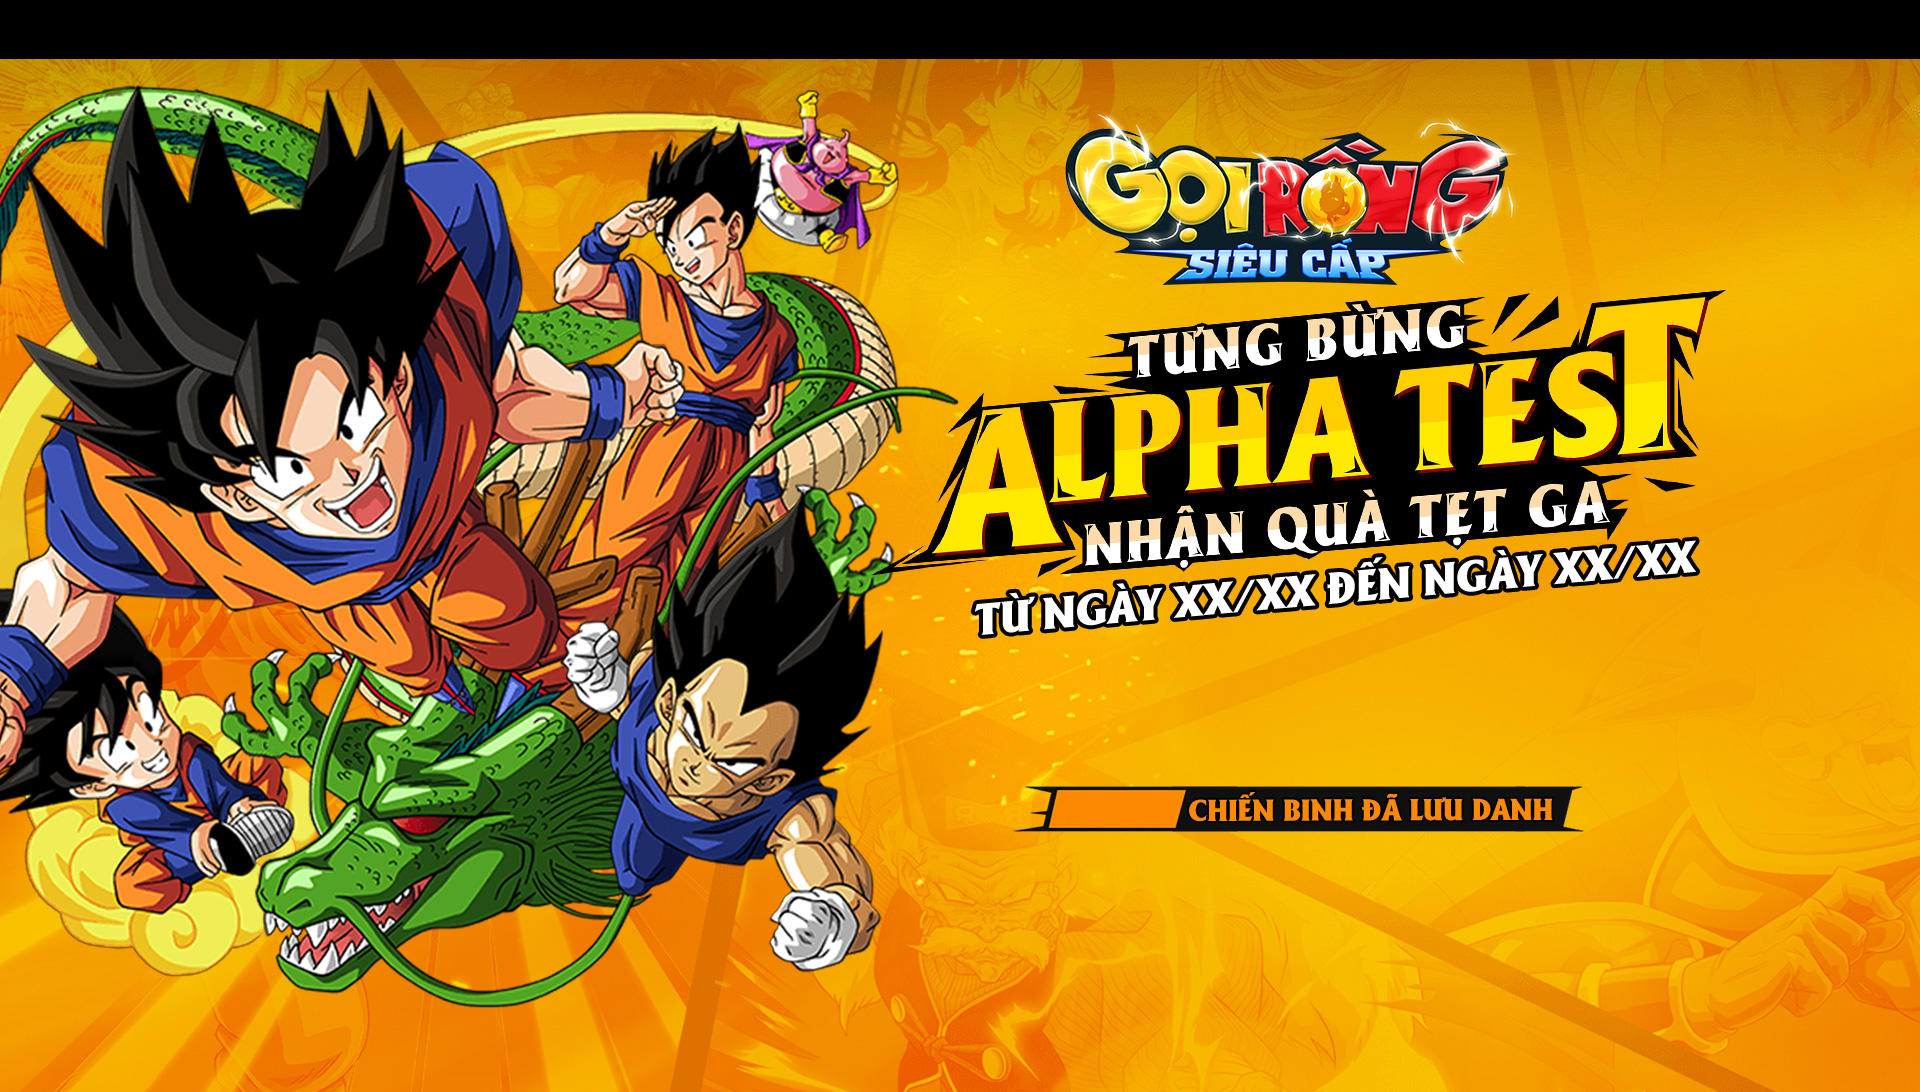 GỌI RỒNG
SIÊU CẤP
TƯNG BỪNG
ALPHA TEST
NHẬN QUÀ TẸT GA
TỪ NGÀY XX/XX ĐẾN NGÀY XX/XX
CHIẾN BINH ĐÃ LƯU DANH